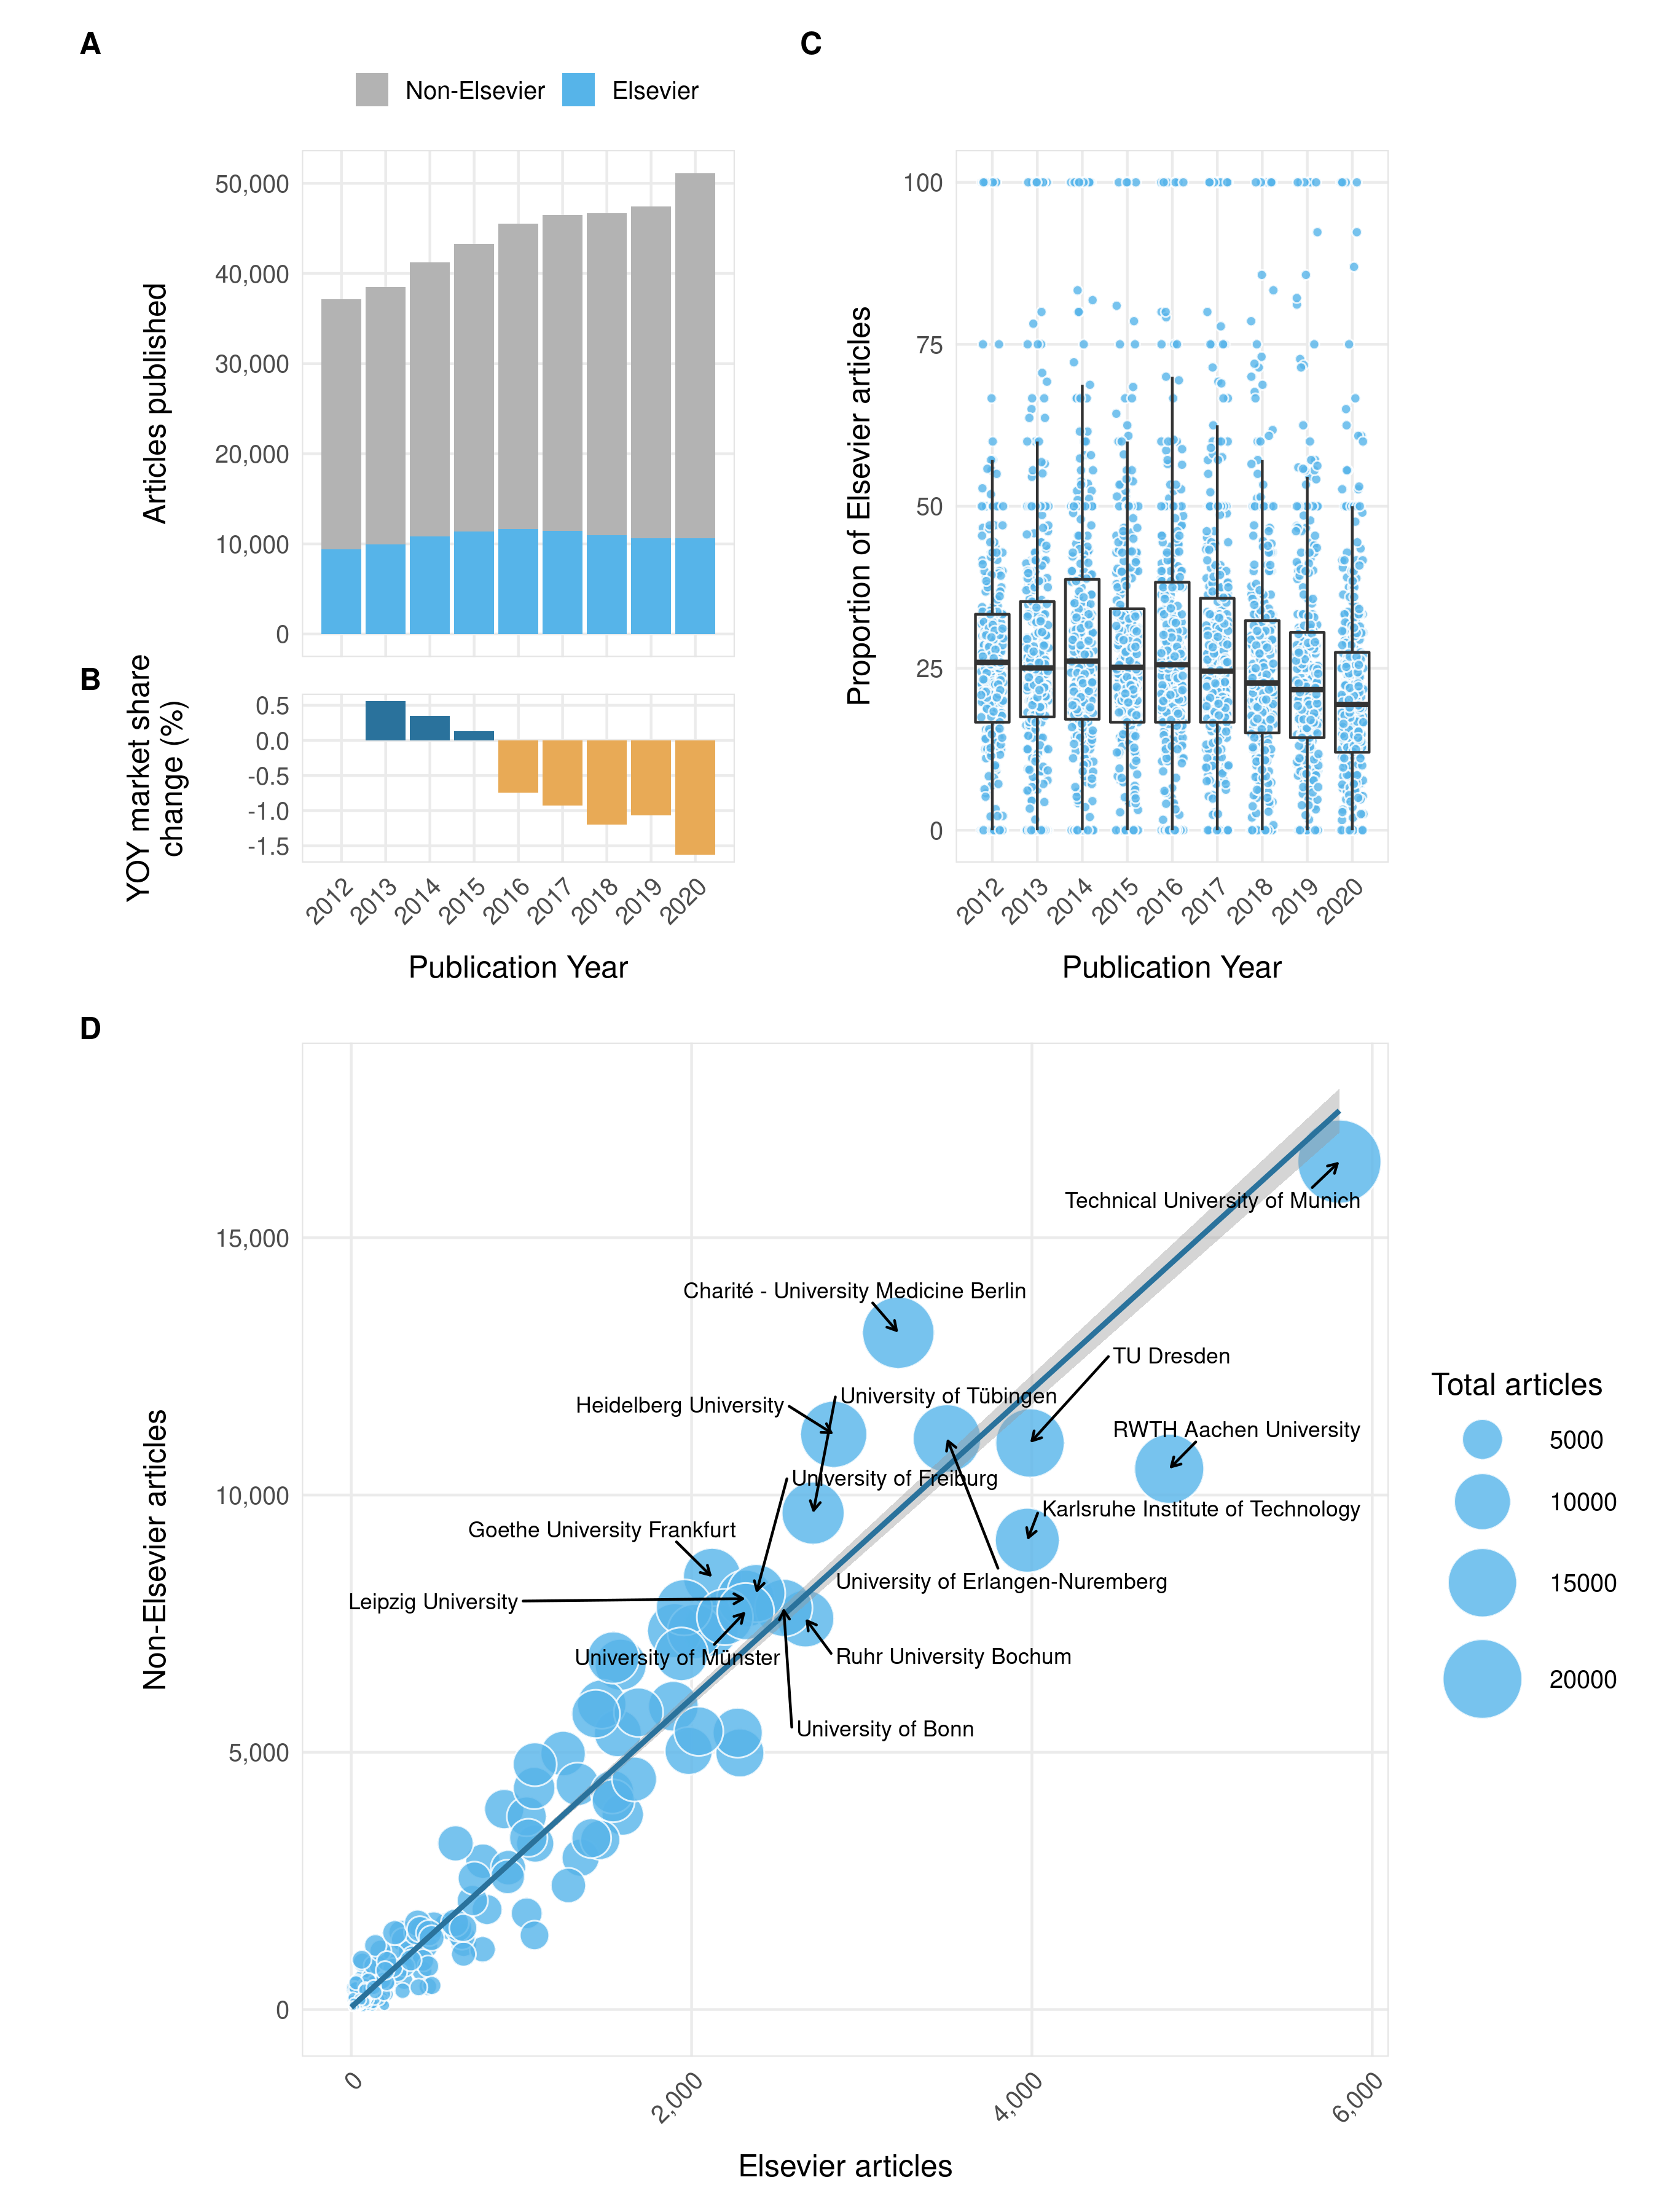 A
Non-Elsevier
Elsevier
Articles published
50,000
40,000
30,000
20,000
10,000
0
B
YOY market share
change (%)
0.5
0.0
-0.5
-1.0
-1.5
2012
2013
2014
2015
2016
2017
2018
2019
2020
Publication Year
C
Proportion of Elsevier articles
100
75
50
25
0
2012
2013
2014
2015
2016
2017
2018
2019
2020
Publication Year
D
Non-Elsevier articles
15,000
10,000
5,000
0
Technical University of Munich
Charité - University Medicine Berlin
TU Dresden
University of Tübingen
Heidelberg University
RWTH Aachen University
University of Freiburg
Karlsruhe Institute of Technology
Goethe University Frankfurt
University of Erlangen-Nuremberg
Leipzig University
University of Münster
Ruhr University Bochum
University of Bonn
0
2,000
4,000
6,000
Elsevier articles
Total articles
5000
10000
15000
20000